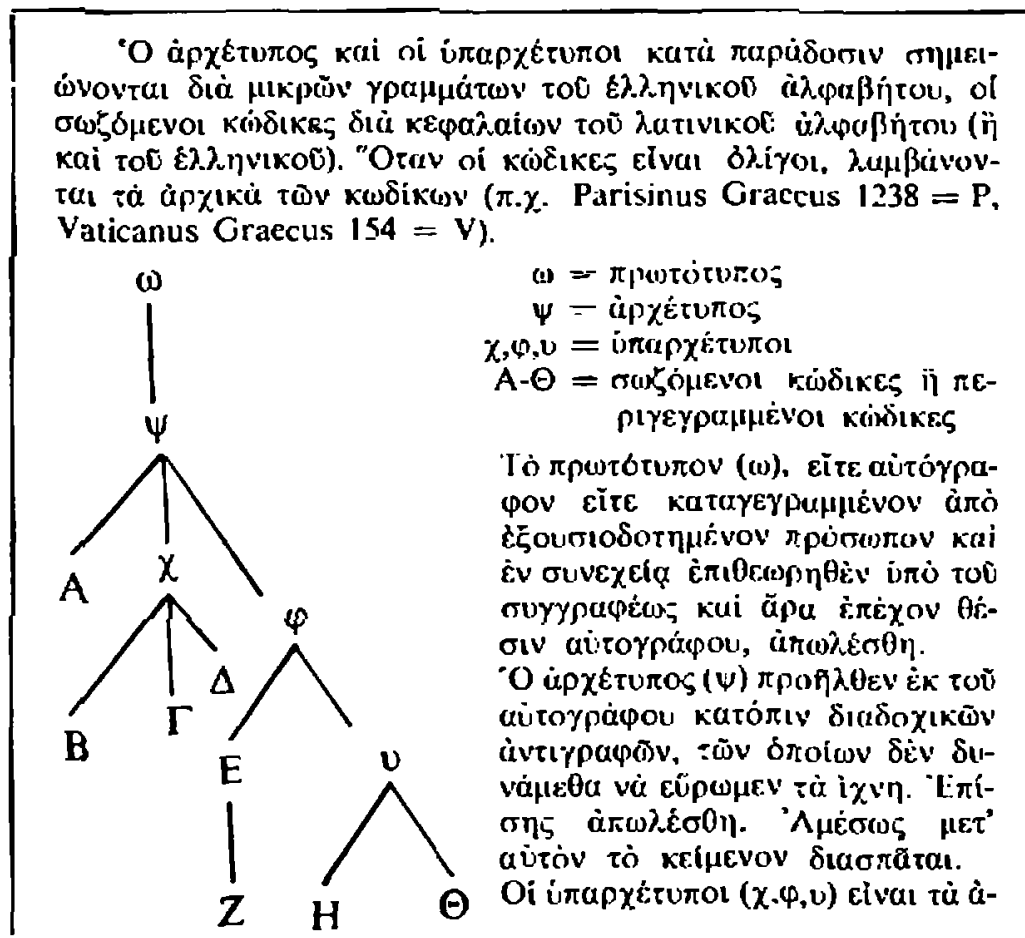 Ὁ ἀρχέτυπος καὶ οἱ ὑπαρχέτυποι κατὰ παράδοσιν σημει-
ώνονται διὰ μικρῶν γραμμάτων τοῦ ἑλληνικοῦ ἀλφαβήτου, οἱ
σωζόμενοι κώδικες διὰ κεφαλαίων τοῦ λατινικοῦ ἀλφαβήτου (ἢ
καὶ τοῦ ἑλληνικοῦ). Ὅταν οἱ κώδικες εἶναι ὀλίγοι, λαμβάνον-
ται τὰ ἀρχικὰ τῶν κωδίκων (π.χ. Parisinus Graecus 1238 = P,
Vaticanus Graecus 154 = V).
ω
ψ
Α
χ
φ
Β
Γ
Δ
Ε
υ
Ζ
Η
Θ
ω = πρωτότυπος
ψ = ἀρχέτυπος
χ,φ,υ = ὑπαρχέτυποι
Α-Θ = σωζόμενοι κώδικες ἢ πε-
ριγεγραμμένοι κώδικες
Τὸ πρωτότυπον (ω), εἴτε αὐτόγρα-
φον εἴτε καταγεγραμμένον ἀπὸ
ἐξουσιοδοτημένον πρόσωπον καὶ
ἐν συνεχείᾳ ἐπιθεωρηθὲν ὑπὸ τοῦ
συγγραφέως καὶ ἄρα ἐπέχον θέ-
σιν αὐτογράφου, ἀπωλέσθη.
Ὁ ἀρχέτυπος (ψ) προῆλθεν ἐκ τοῦ
αὐτογράφου κατόπιν διαδοχικῶν
ἀντιγραφῶν, τῶν ὁποίων δὲν δυ-
νάμεθα νὰ εὕρωμεν τὰ ἴχνη. Ἐπί-
σης ἀπωλέσθη. Ἀμέσως μετ’
αὐτὸν τὸ κείμενον διασπᾶται.
Οἱ ὑπαρχέτυποι (χ.φ,υ) εἶναι τὰ ἀ-